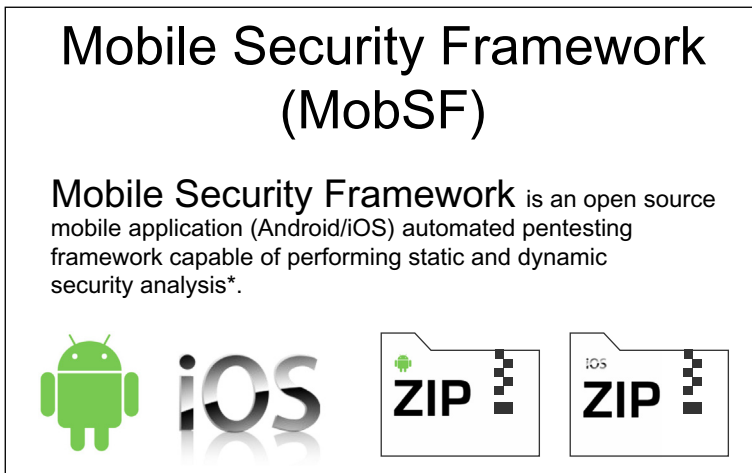 Mobile Security Framework
(MobSF)
Mobile Security Framework is an open source
mobile application (Android/iOS) automated pentesting
framework capable of performing static and dynamic
security analysis*.
iOS
ZIP
iOS
ZIP